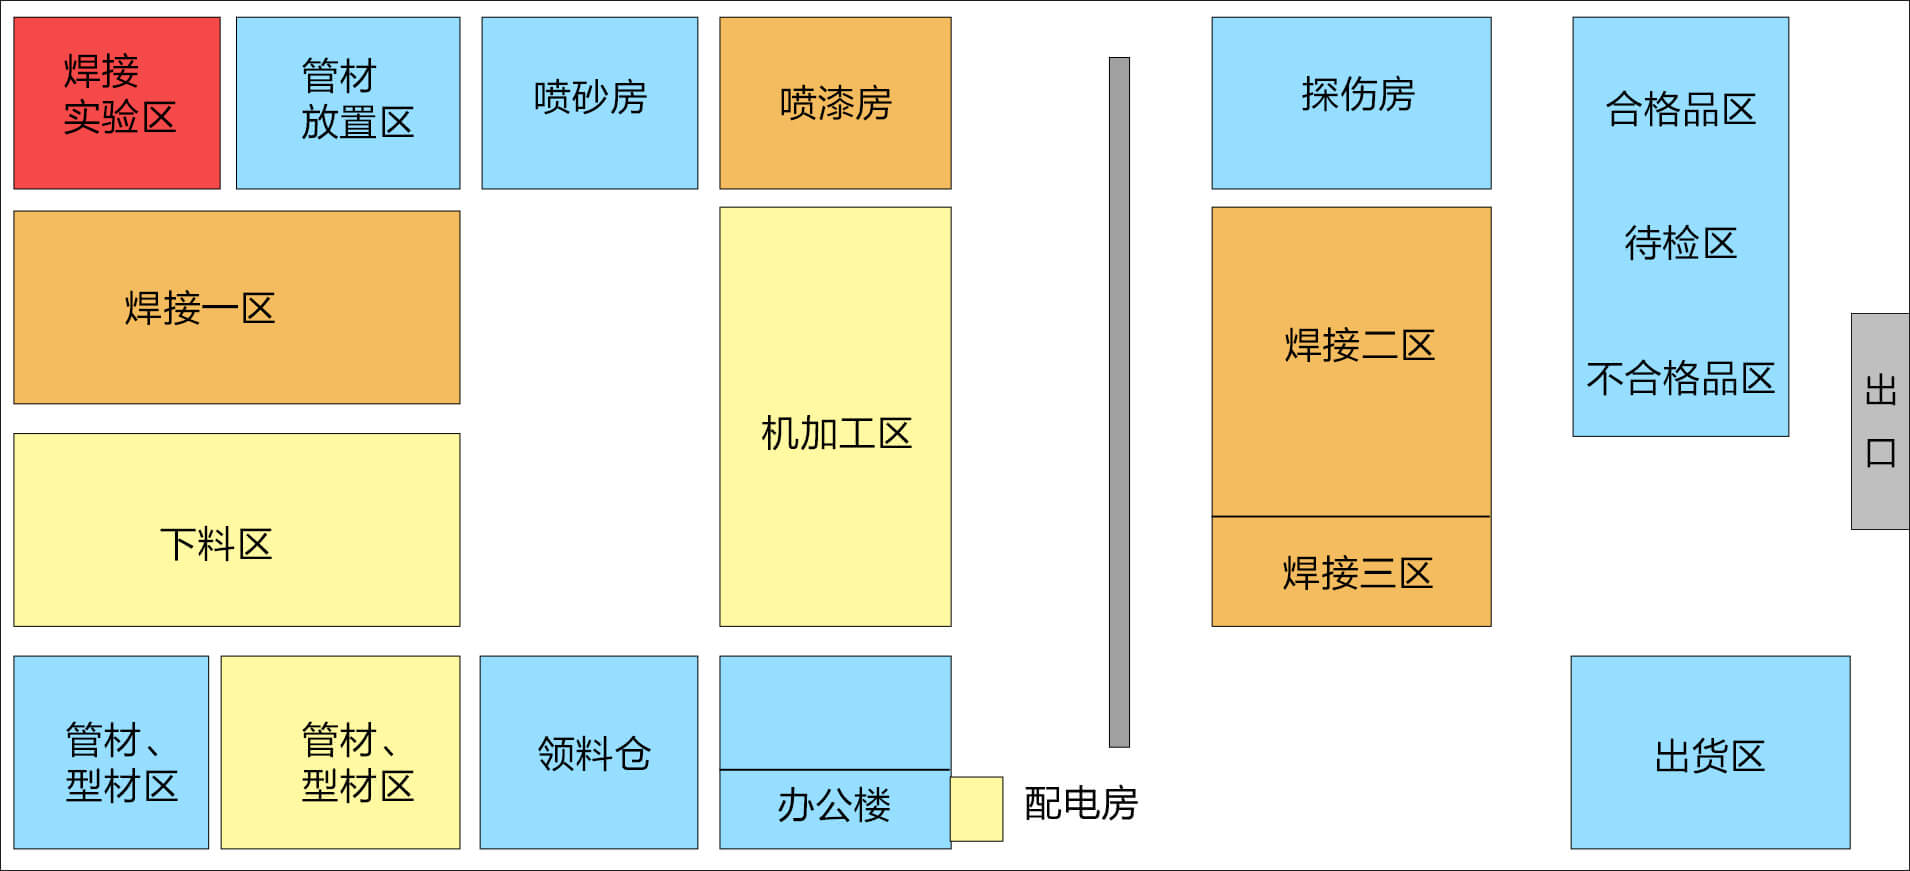 焊接
实验区
管材
放置区
喷砂房
喷漆房
探伤房
合格品区
待检区
不合格品区
焊接一区
机加工区
焊接二区
出
口
下料区
焊接三区
管材、
型材区
管材、
型材区
领料仓
办公楼
配电房
出货区